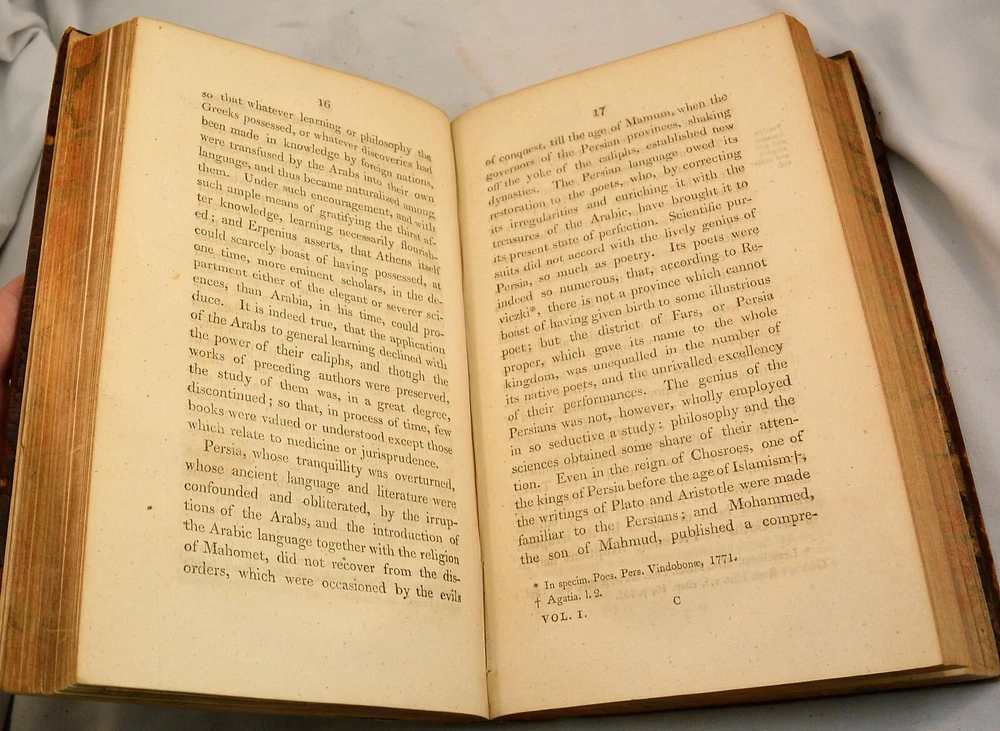 16
so that whatever learning or philosophy the
Greeks possessed, or whatever discoveries had
been made in knowledge by foreign nations,
were transfused by the Arabs into their own
language, and thus became naturalized among
them. Under such encouragement, and with
such ample means of gratifying the thirst af-
ter knowledge, learning necessarily flourish-
ed; and Erpenius asserts, that Athens itself
could scarcely boast of having possessed, at
one time, more eminent scholars, in the de-
partment either of the elegant or severer sci-
ences, than Arabia, in his time, could pro-
duce. It is indeed true, that the application
of the Arabs to general learning declined with
the power of their caliphs, and though the
works of preceding authors were preserved,
the study of them was, in a great degree,
discontinued; so that, in process of time, few
books were valued or understood except those
which relate to medicine or jurisprudence.
Persia, whose tranquillity was overturned,
whose ancient language and literature were
confounded and obliterated, by the irrup-
tions of the Arabs, and the introduction of
the Arabic language together with the religion
of Mahomet, did not recover from the dis-
orders, which were occasioned by the evils
17
of conquest, till the age of Mamum, when the
governors of the Persian provinces, shaking
off the yoke of the caliphs, established new
dynasties. The Persian language owed its
restoration to the poets, who, by correcting
its irregularities and enriching it with the
treasures of the Arabic, have brought it to
its present state of perfection. Scientific pur-
suits did not accord with the lively genius of
Persia, so much as poetry. Its poets were
indeed so numerous, that, according to Re-
viczki*, there is not a province which cannot
boast of having given birth to some illustrious
poet; but the district of Fars, or Persia
proper, which gave its name to the whole
kingdom, was unequalled in the number of
its native poets, and the unrivalled excellency
of their performances. The genius of the
Persians was not, however, wholly employed
in so seductive a study: philosophy and the
sciences obtained some share of their atten-
tion. Even in the reign of Chosroes, one of
the kings of Persia before the age of Islamism†,
the writings of Plato and Aristotle were made
familiar to the Persians; and Mohammed,
the son of Mahmud, published a compre-
* In specim. Poes. Pers. Vindobonæ, 1771.
† Agatia. l. 2.
VOL. I. C